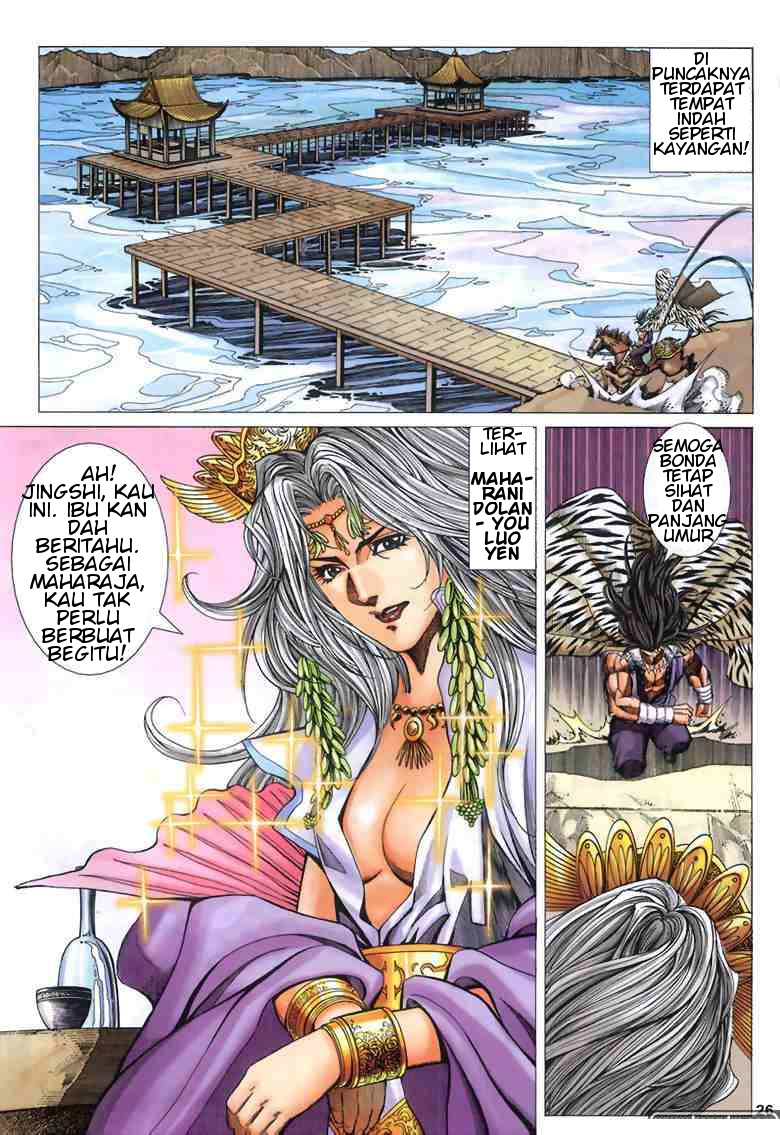 DI
PUNCAKNYA
TERDAPAT
TEMPAT
INDAH
SEPERTI
KAYANGAN!
AH!
JINGSHI, KAU
INI. IBU KAN
DAH
BERITAHU.
SEBAGAI
MAHARAJA,
KAU TAK
PERLU
BERBUAT
BEGITU!
TER-
LIHAT
MAHA-
RANI
DOLAN
- YOU
LUO
YEN
SEMOGA
BONDA
TETAP
SIHAT
DAN
PANJANG
UMUR.
26